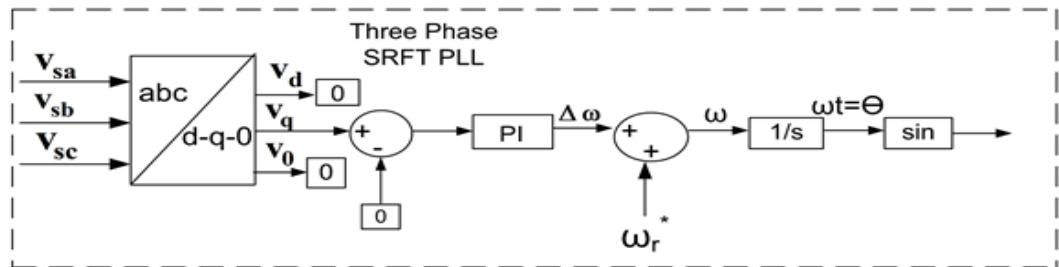 Three Phase
SRFT PLL
v_sa
v_sb
v_sc
abc
d-q-0
v_d
0
v_q
v_0
0
+
-
0
PI
Δω
+
+
ω_r*
ω
1/s
ωt=Θ
sin